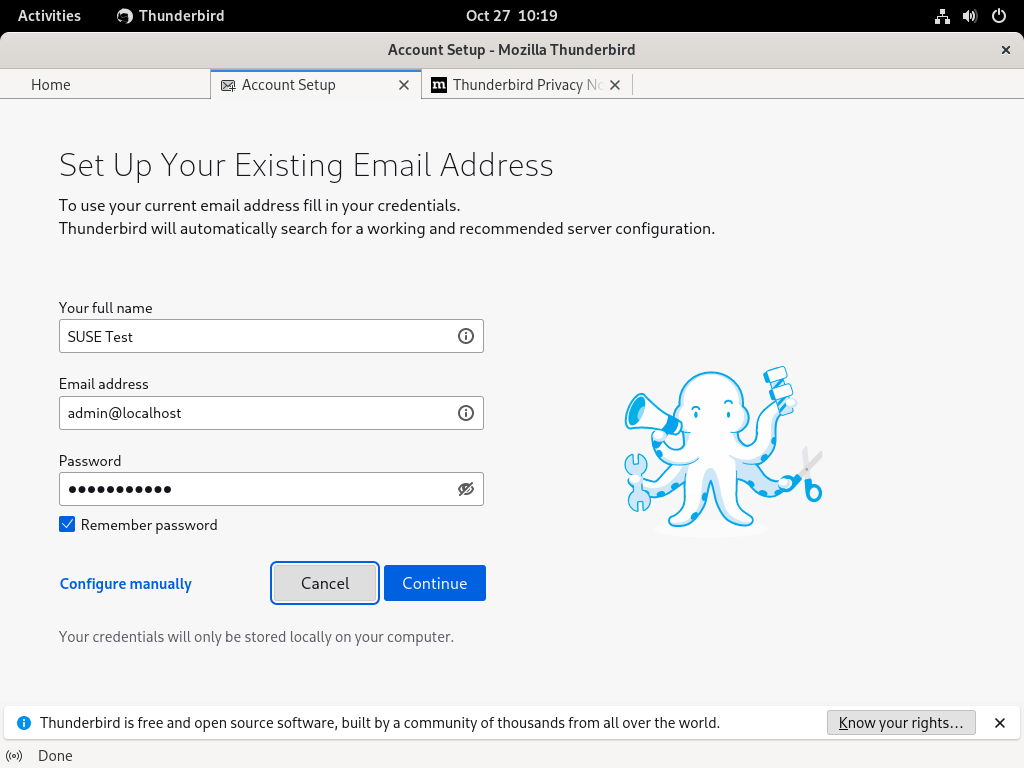 Activities Thunderbird Oct 27 10:19
Account Setup - Mozilla Thunderbird
Home Account Setup m Thunderbird Privacy
Set Up Your Existing Email Address
To use your current email address fill in your credentials.
Thunderbird will automatically search for a working and recommended server configuration.
Your full name
SUSE Test
Email address
admin@localhost
Password
Remember password
Configure manually Cancel Continue
Your credentials will only be stored locally on your computer.
Thunderbird is free and open source software, built by a community of thousands from all over the world. Know your rights...
Done